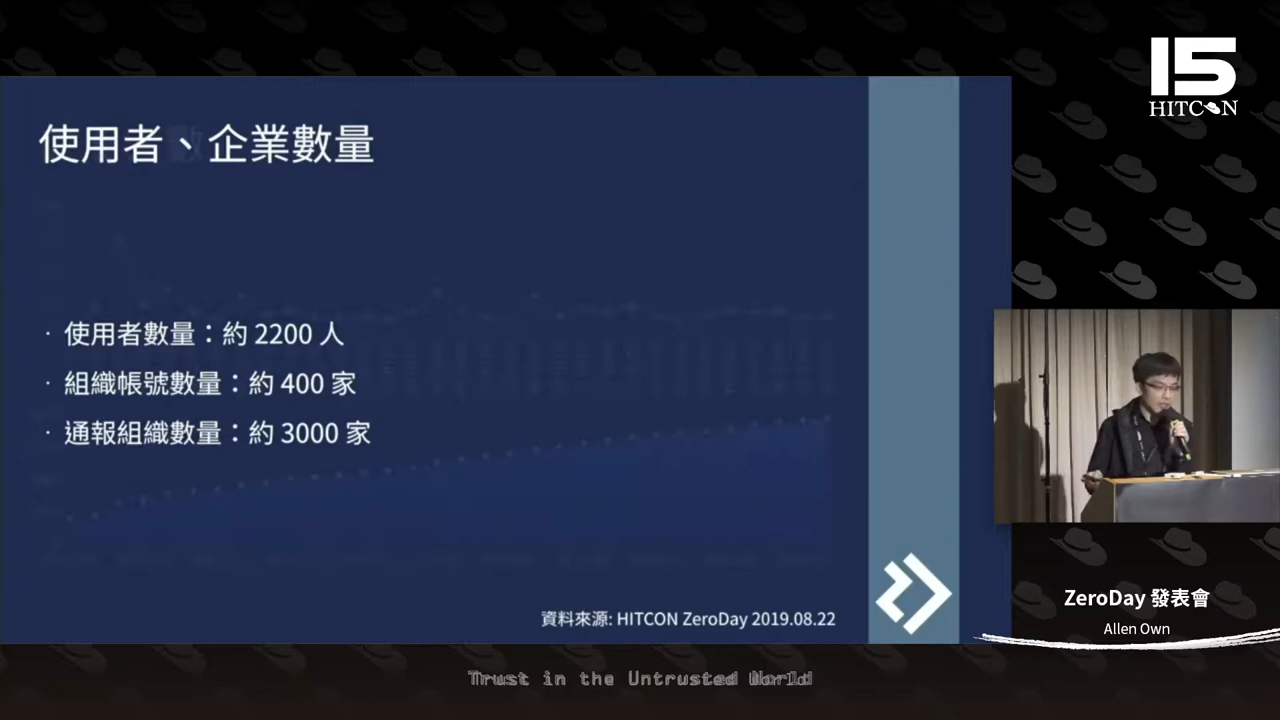 15
HITCON
使用者、企業數量
· 使用者數量：約 2200 人
· 組織帳號數量：約 400 家
· 通報組織數量：約 3000 家
資料來源: HITCON ZeroDay 2019.08.22
ZeroDay 發表會
Allen Own
Trust in the Untrusted World